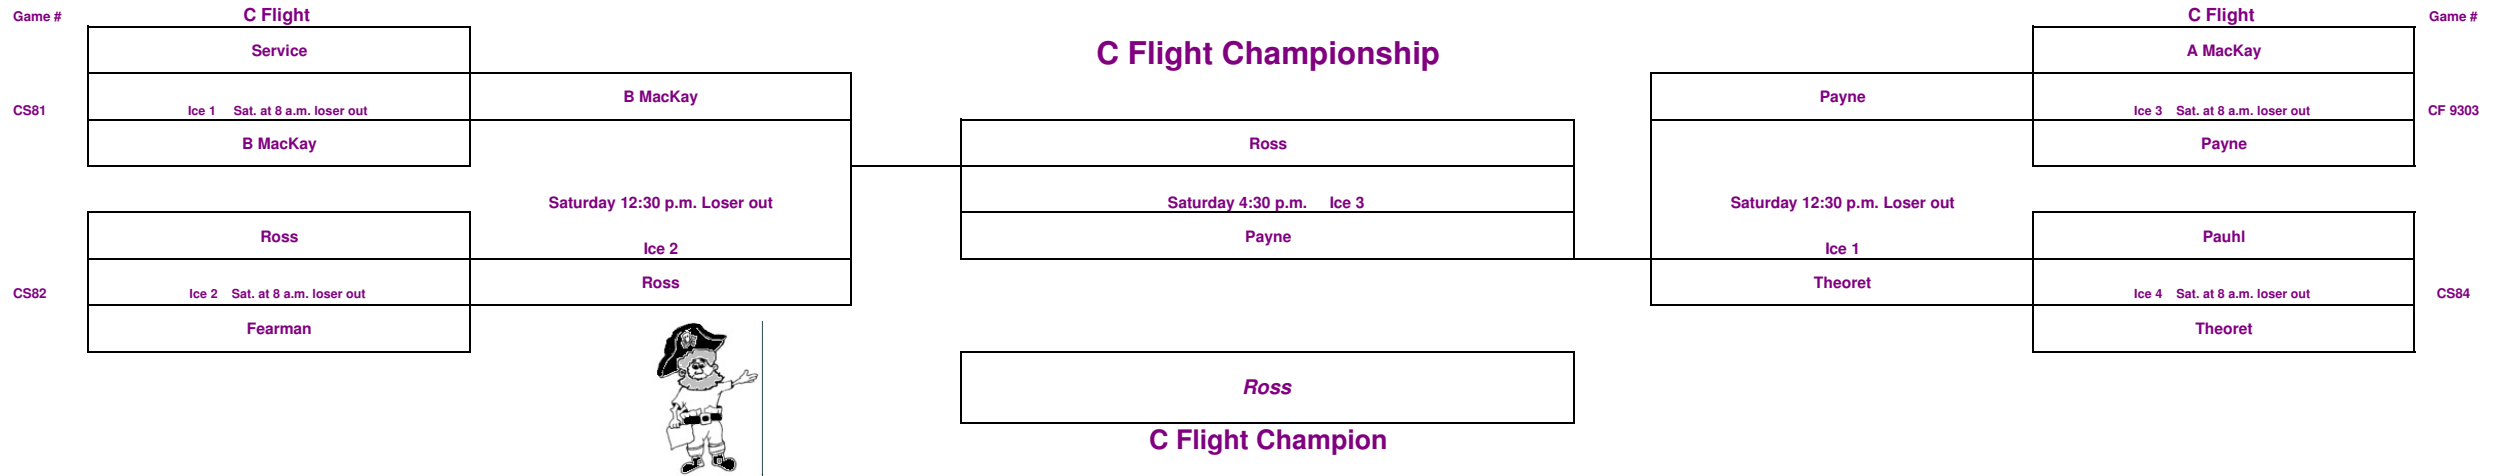 Game #
C Flight
C Flight
Game #
Service
C Flight Championship
A MacKay
B MacKay
Payne
CS81
Ice 1 Sat. at 8 a.m. loser out
Ice 3 Sat. at 8 a.m. loser out
CF 9303
B MacKay
Ross
Payne
Saturday 12:30 p.m. Loser out
Saturday 4:30 p.m. Ice 3
Saturday 12:30 p.m. Loser out
Ross
Payne
Pauhl
Ice 2
Ice 1
Ross
Theoret
CS82
Ice 2 Sat. at 8 a.m. loser out
Ice 4 Sat. at 8 a.m. loser out
CS84
Fearman
Theoret
Ross
C Flight Champion